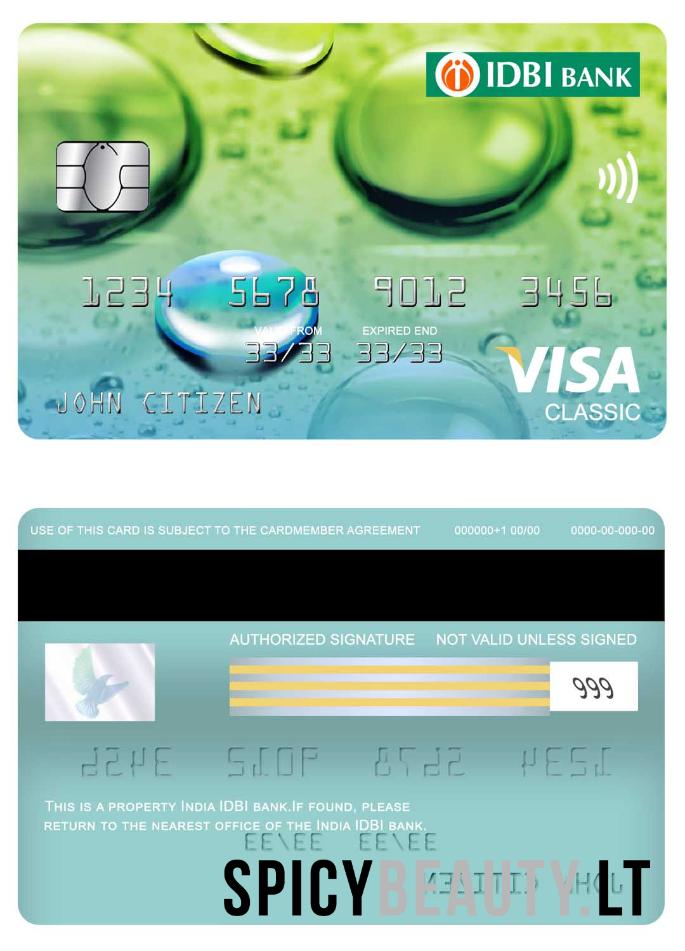 IDBI BANK
1234 5678 9012 3456
VALID FROM EXPIRED END
33/33 33/33
VISA
JOHN CITIZEN
CLASSIC
USE OF THIS CARD IS SUBJECT TO THE CARDMEMBER AGREEMENT 000000+1 00/00 0000-00-000-00
AUTHORIZED SIGNATURE NOT VALID UNLESS SIGNED
999
THIS IS A PROPERTY INDIA IDBI BANK.IF FOUND, PLEASE
RETURN TO THE NEAREST OFFICE OF THE INDIA IDBI BANK.
SPICYBEAUTY.LT